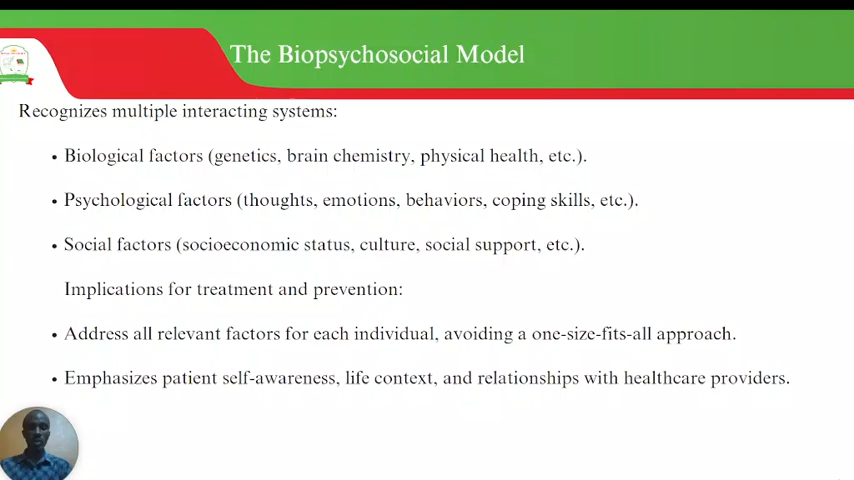 The Biopsychosocial Model
Recognizes multiple interacting systems:
• Biological factors (genetics, brain chemistry, physical health, etc.).
• Psychological factors (thoughts, emotions, behaviors, coping skills, etc.).
• Social factors (socioeconomic status, culture, social support, etc.).
Implications for treatment and prevention:
• Address all relevant factors for each individual, avoiding a one-size-fits-all approach.
• Emphasizes patient self-awareness, life context, and relationships with healthcare providers.